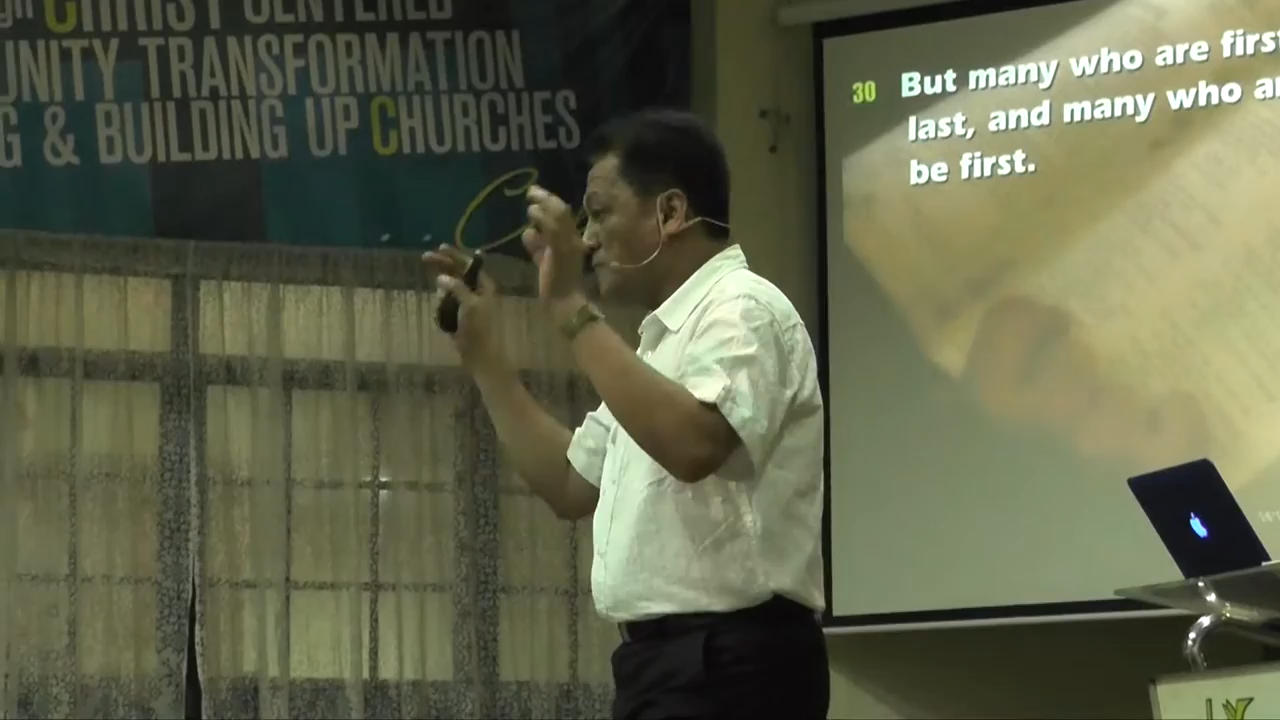 CHRIST CENTERED
UNITY TRANSFORMATION
G & BUILDING UP CHURCHES
30 But many who are first
last, and many who ar
be first.